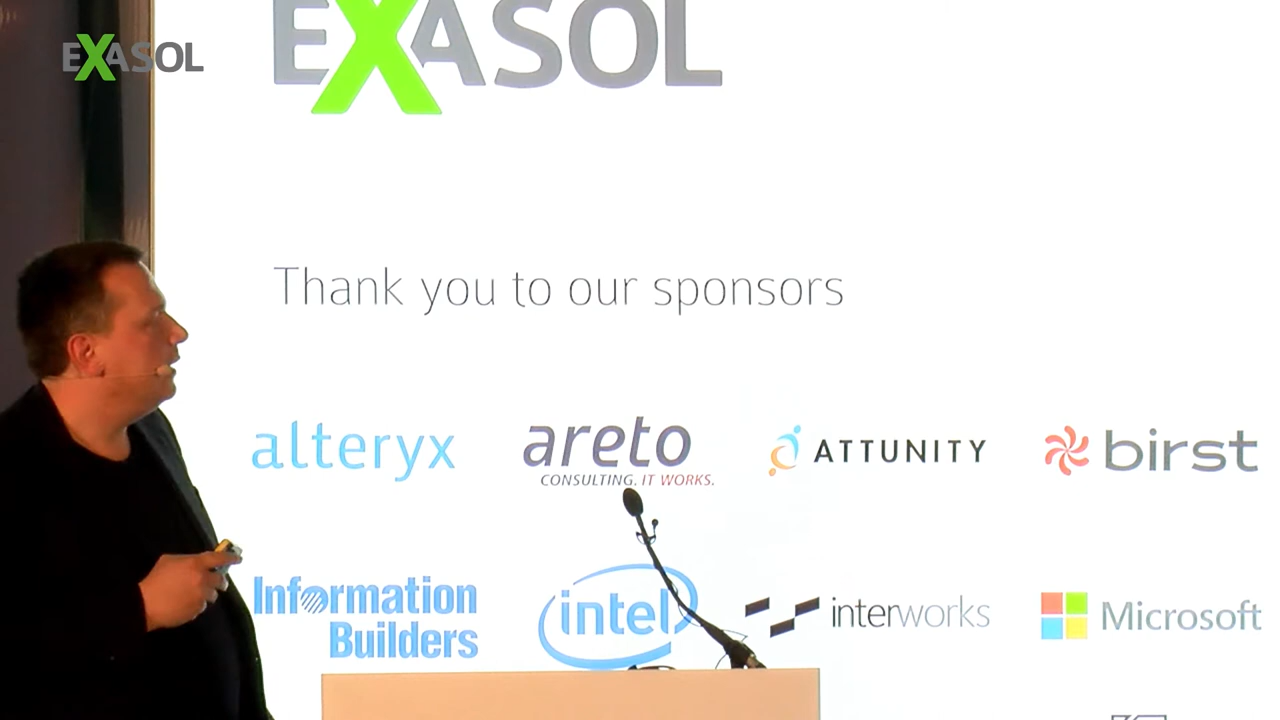 EXASOL
EXASOL
Thank you to our sponsors
alteryx
areto
CONSULTING. IT WORKS.
ATTUNITY
birst
Information
Builders
intel
interworks
Microsoft